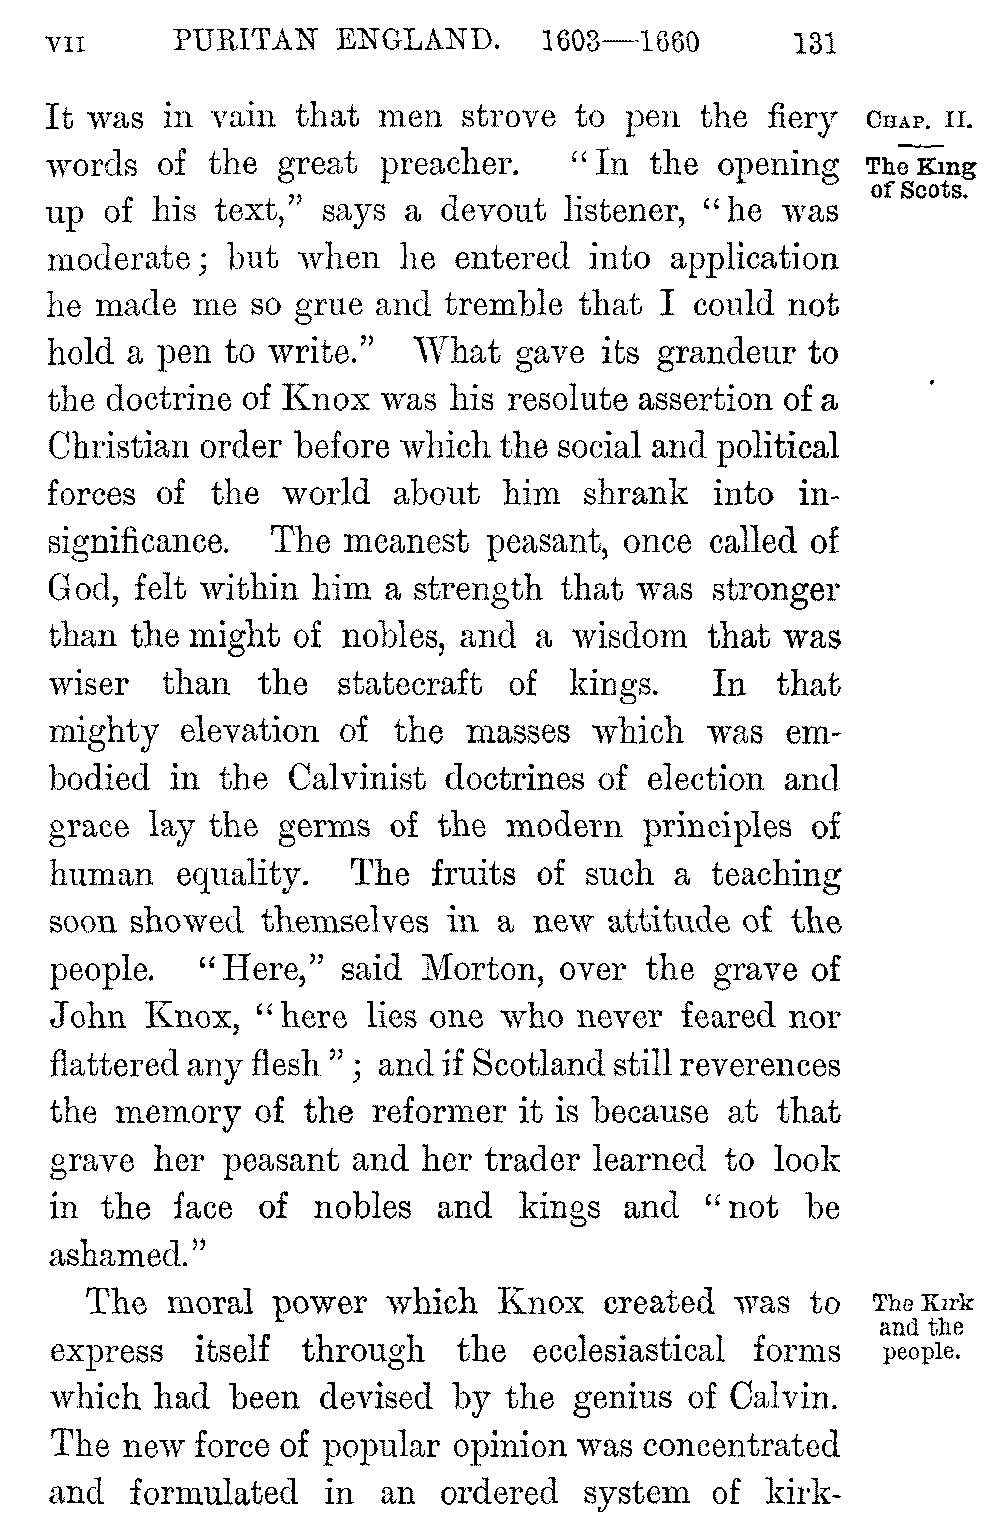 VII PURITAN ENGLAND. 1603—1660 131
It was in vain that men strove to pen the fiery
words of the great preacher. “In the opening
up of his text,” says a devout listener, “he was
moderate; but when he entered into application
he made me so grue and tremble that I could not
hold a pen to write.” What gave its grandeur to
the doctrine of Knox was his resolute assertion of a
Christian order before which the social and political
forces of the world about him shrank into in-
significance. The meanest peasant, once called of
God, felt within him a strength that was stronger
than the might of nobles, and a wisdom that was
wiser than the statecraft of kings. In that
mighty elevation of the masses which was em-
bodied in the Calvinist doctrines of election and
grace lay the germs of the modern principles of
human equality. The fruits of such a teaching
soon showed themselves in a new attitude of the
people. “Here,” said Morton, over the grave of
John Knox, “here lies one who never feared nor
flattered any flesh”; and if Scotland still reverences
the memory of the reformer it is because at that
grave her peasant and her trader learned to look
in the face of nobles and kings and “not be
ashamed.”
The moral power which Knox created was to
express itself through the ecclesiastical forms
which had been devised by the genius of Calvin.
The new force of popular opinion was concentrated
and formulated in an ordered system of kirk-
CHAP. II.
The King
of Scots.
The Kirk
and the
people.